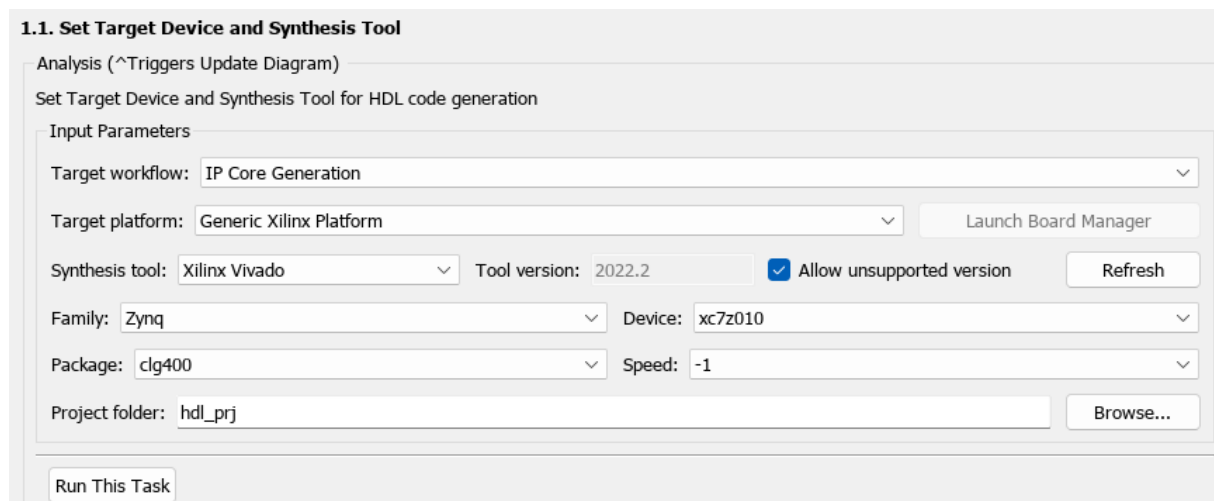 1.1. Set Target Device and Synthesis Tool
Analysis (^Triggers Update Diagram)
Set Target Device and Synthesis Tool for HDL code generation
Input Parameters
Target workflow: IP Core Generation
Target platform: Generic Xilinx Platform Launch Board Manager
Synthesis tool: Xilinx Vivado Tool version: 2022.2 Allow unsupported version Refresh
Family: Zynq Device: xc7z010
Package: clg400 Speed: -1
Project folder: hdl_prj Browse...
Run This Task